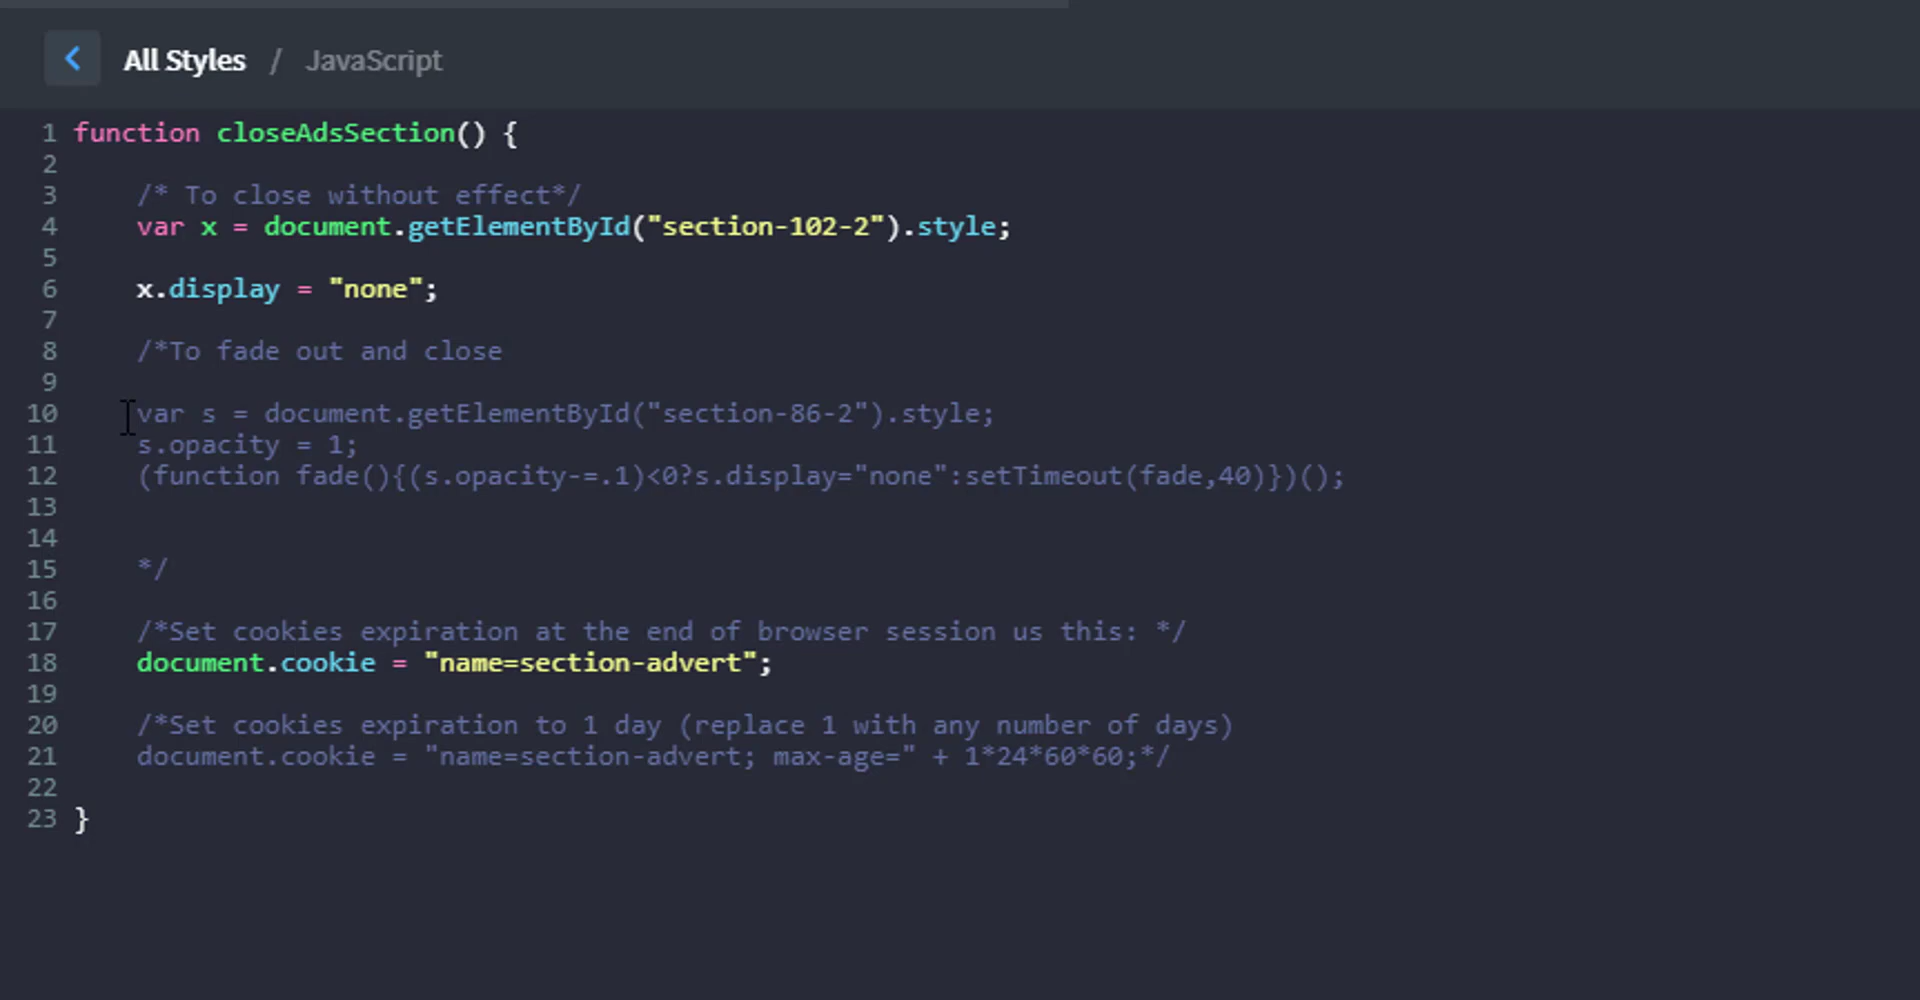 All Styles / JavaScript
1 function closeAdsSection() {
2
3 /* To close without effect*/
4 var x = document.getElementById("section-102-2").style;
5
6 x.display = "none";
7
8 /*To fade out and close
9
10 var s = document.getElementById("section-86-2").style;
11 s.opacity = 1;
12 (function fade(){(s.opacity-=.1)<0?s.display="none":setTimeout(fade,40)})();
13
14
15 */
16
17 /*Set cookies expiration at the end of browser session us this: */
18 document.cookie = "name=section-advert";
19
20 /*Set cookies expiration to 1 day (replace 1 with any number of days)
21 document.cookie = "name=section-advert; max-age=" + 1*24*60*60;*/
22
23 }